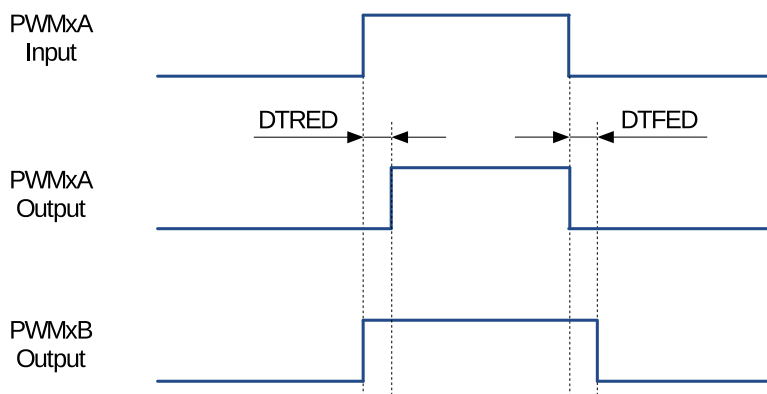 PWMxA
Input
DTRED
DTFED
PWMxA
Output
PWMxB
Output